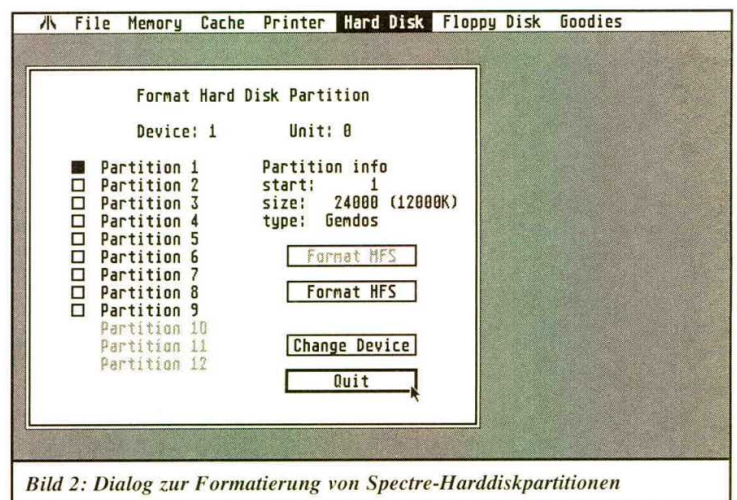 File Memory Cache Printer Hard Disk Floppy Disk Goodies
Format Hard Disk Partition
Device: 1 Unit: 0
Partition 1
Partition 2
Partition 3
Partition 4
Partition 5
Partition 6
Partition 7
Partition 8
Partition 9
Partition 10
Partition 11
Partition 12
Partition info
start: 1
size: 24000 (12000K)
type: Gemdos
Format MFS
Format HFS
Change Device
Quit
Bild 2: Dialog zur Formatierung von Spectre-Harddiskpartitionen